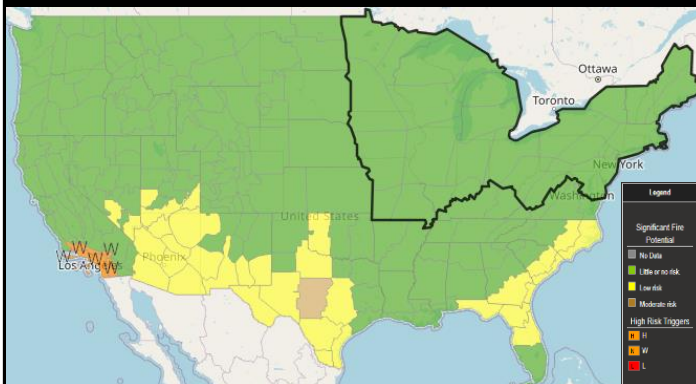 Ottawa
Toronto
New York
Washington
United States
W W
W W
W
Los Angeles
Phoenix
Legend
Significant Fire
Potential
No Data
Little or no risk
Low risk
Moderate risk
High Risk Triggers
H
W
L